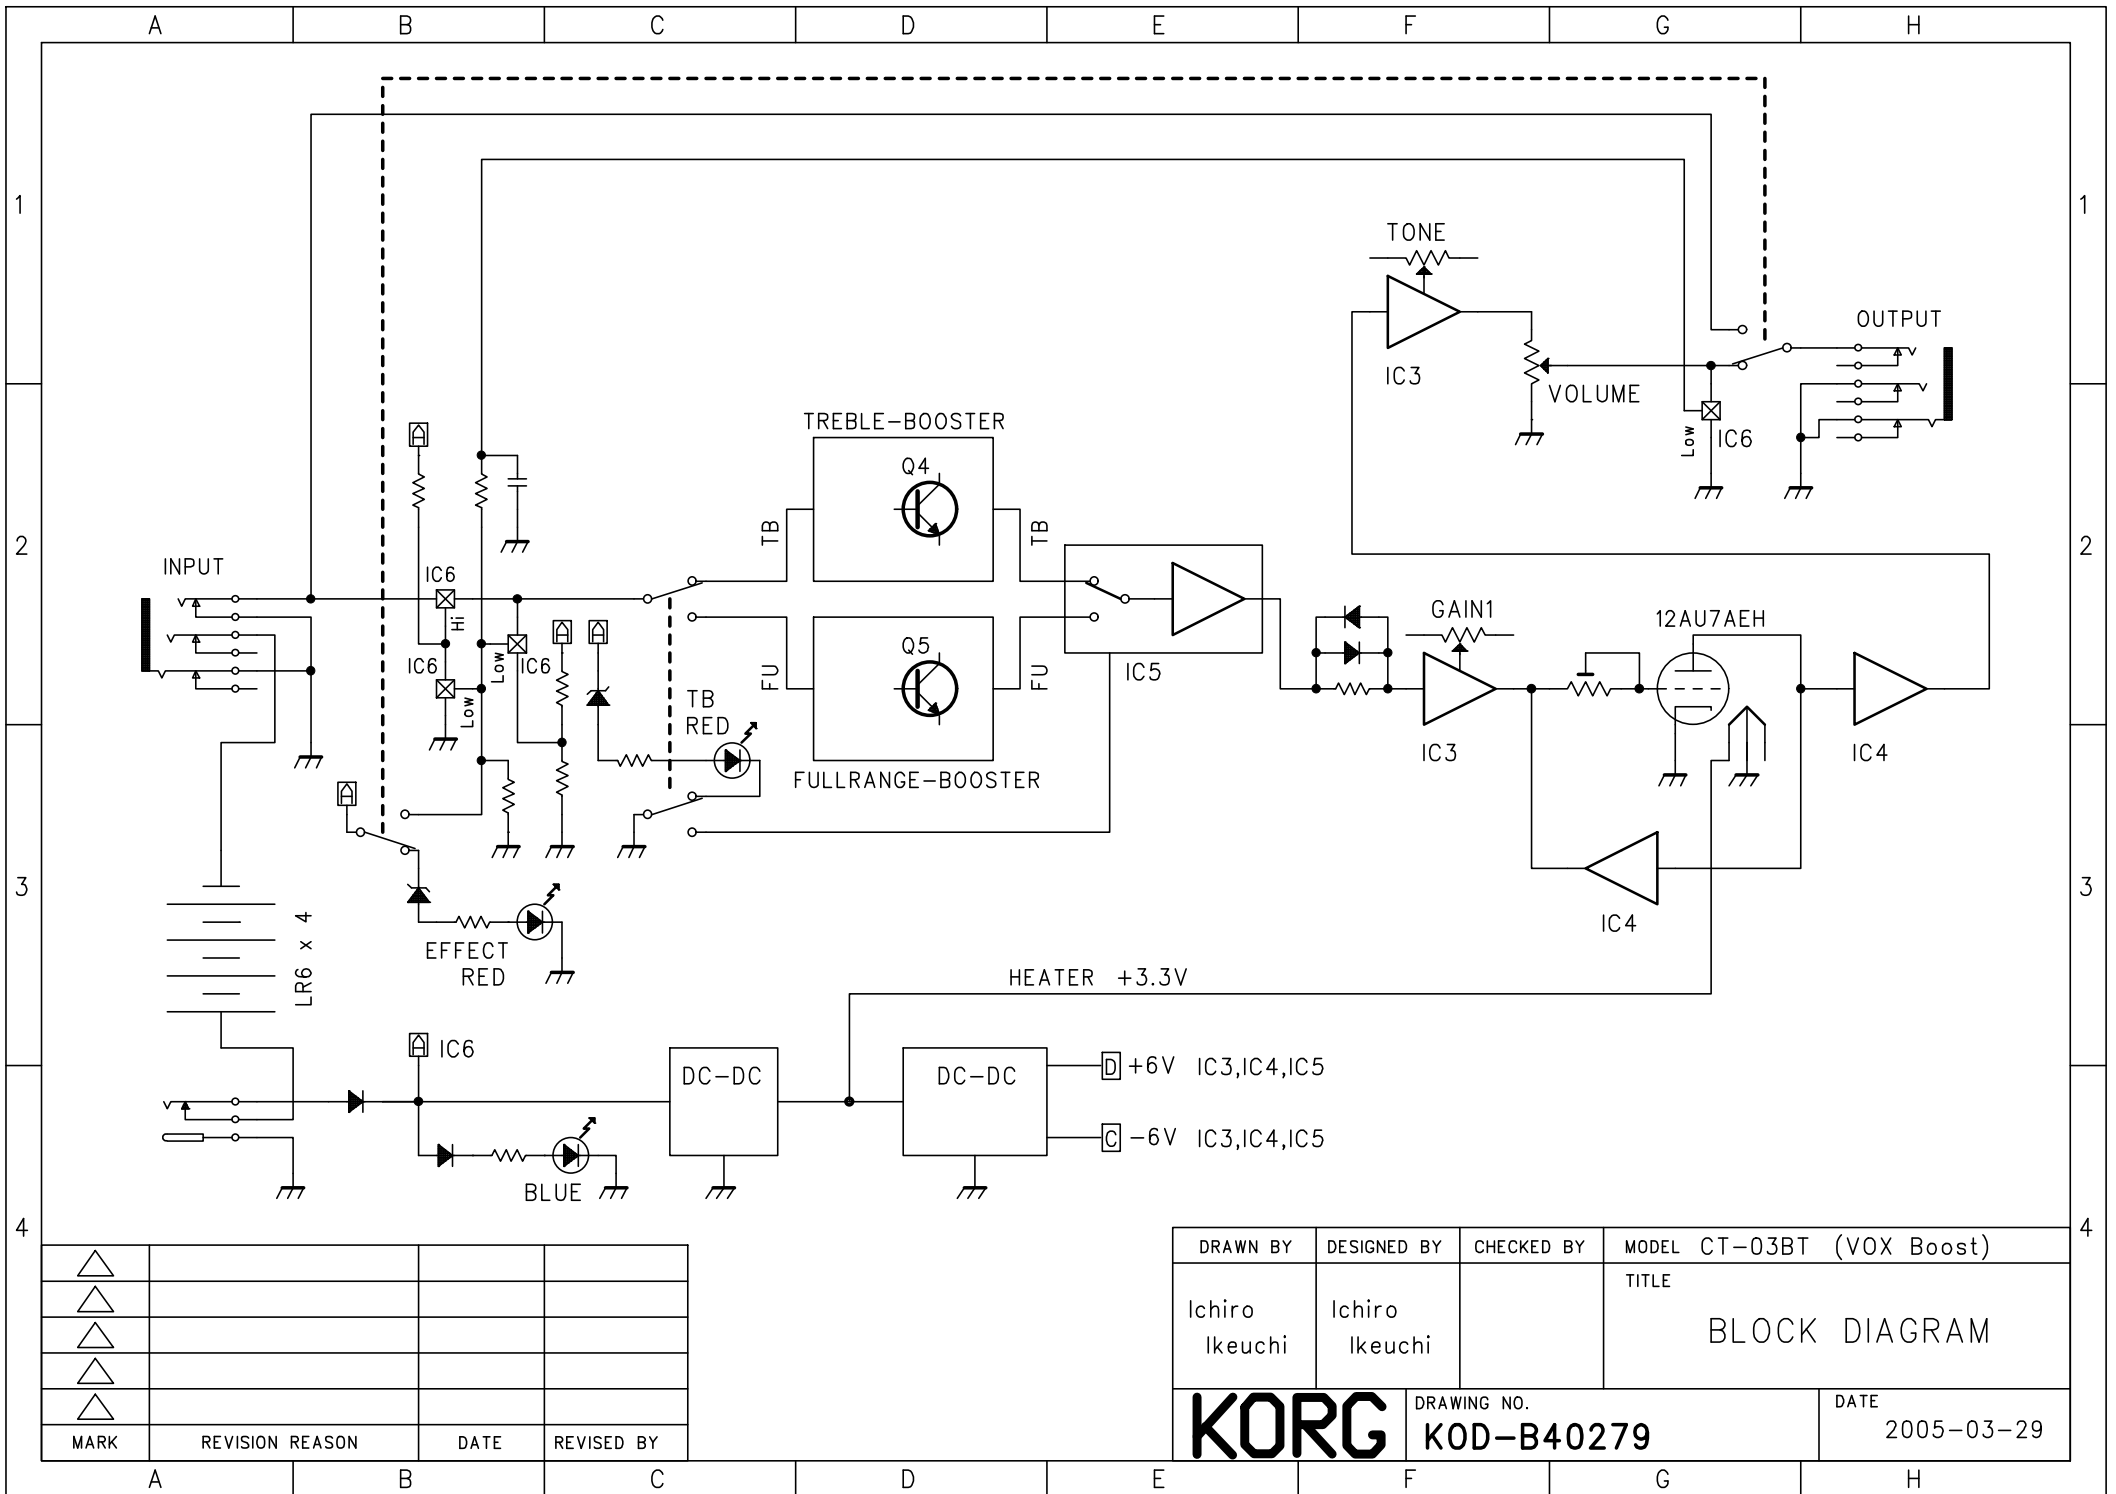 A B C D E F G H
1 1
TONE
OUTPUT
IC3
VOLUME
TREBLE-BOOSTER
A
Low
IC6
Q4
TB
TB
2 2
INPUT
IC6
Hi
GAIN1
12AU7AEH
A A
Q5
IC6
Low
IC6
IC5
FU
FU
Low
TB
RED
IC3
IC4
FULLRANGE-BOOSTER
A
3 3
LR6 x 4
IC4
EFFECT
RED
HEATER +3.3V
A IC6
DC-DC
DC-DC
D +6V IC3,IC4,IC5
C -6V IC3,IC4,IC5
BLUE
4 4
DRAWN BY DESIGNED BY CHECKED BY MODEL CT-03BT (VOX Boost)
TITLE
Ichiro Ichiro
Ikeuchi Ikeuchi
BLOCK DIAGRAM
KORG
DRAWING NO.
KOD-B40279
DATE
2005-03-29
MARK REVISION REASON DATE REVISED BY
A B C D E F G H